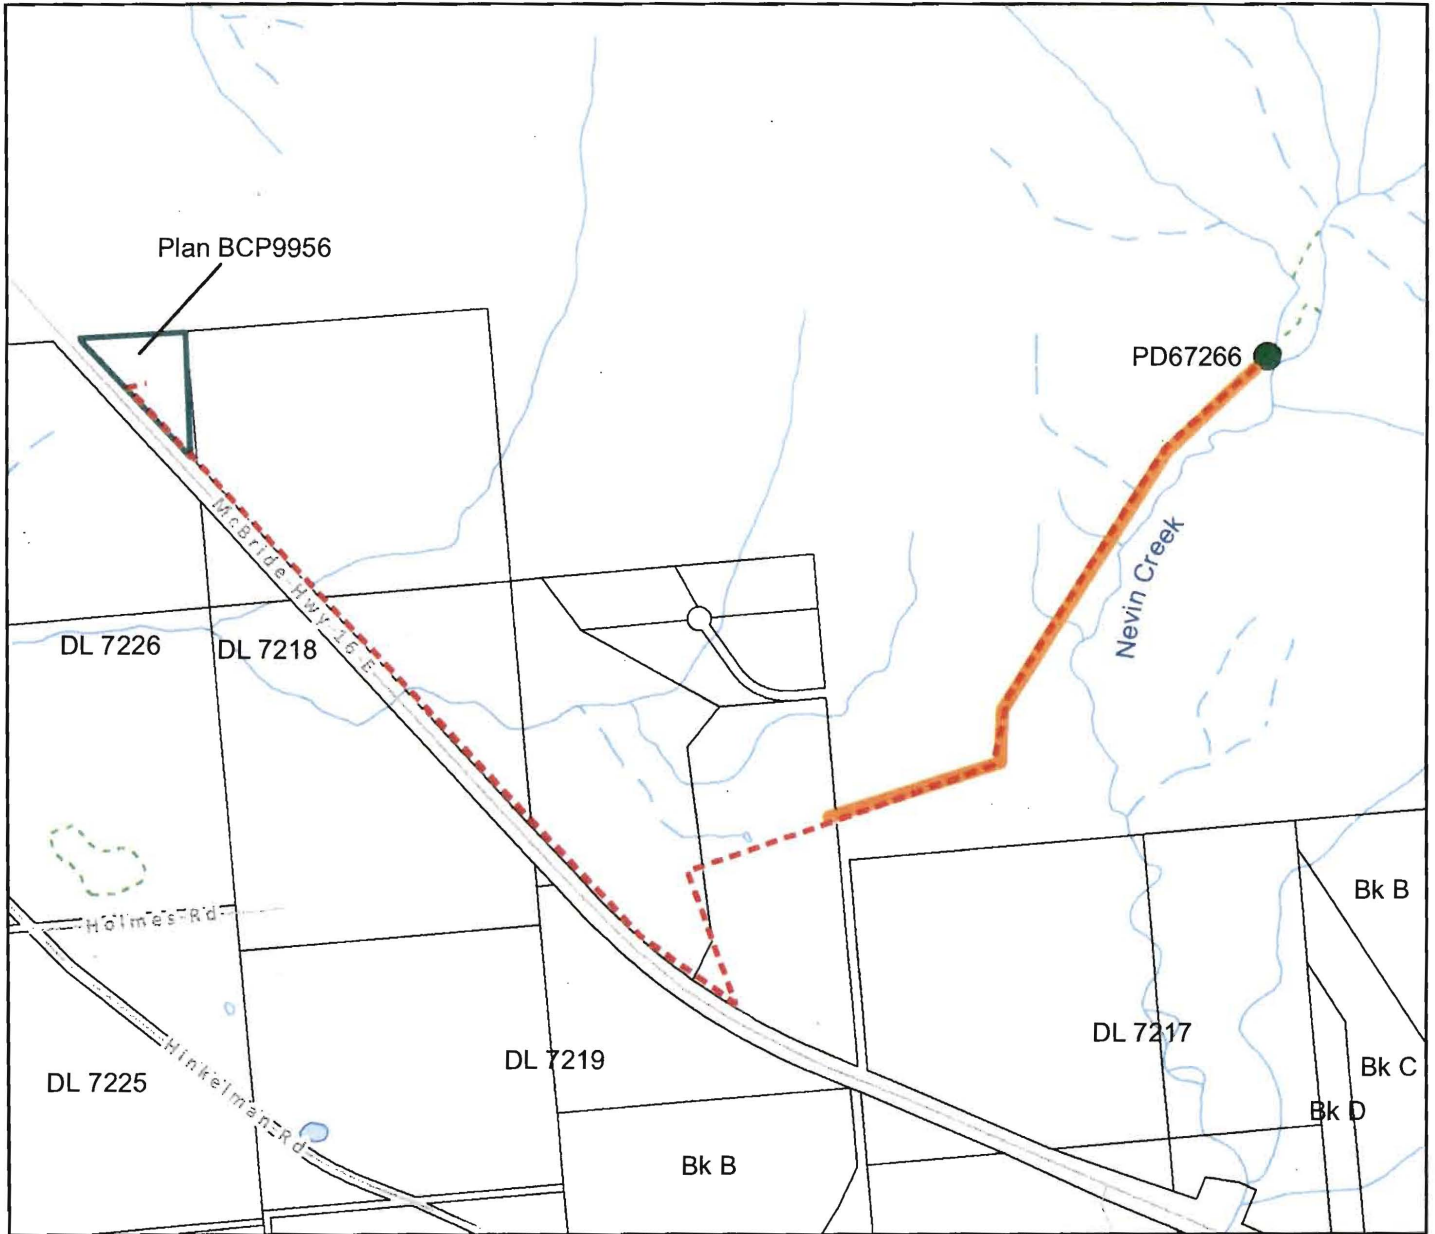 Plan BCP9956
PD67266
McBride Hwy 16 E
Nevin Creek
DL 7226
DL 7218
Bk B
Holmes Rd
DL 7217
Hinkelman Rd
DL 7219
DL 7225
Bk C
Bk D
Bk B